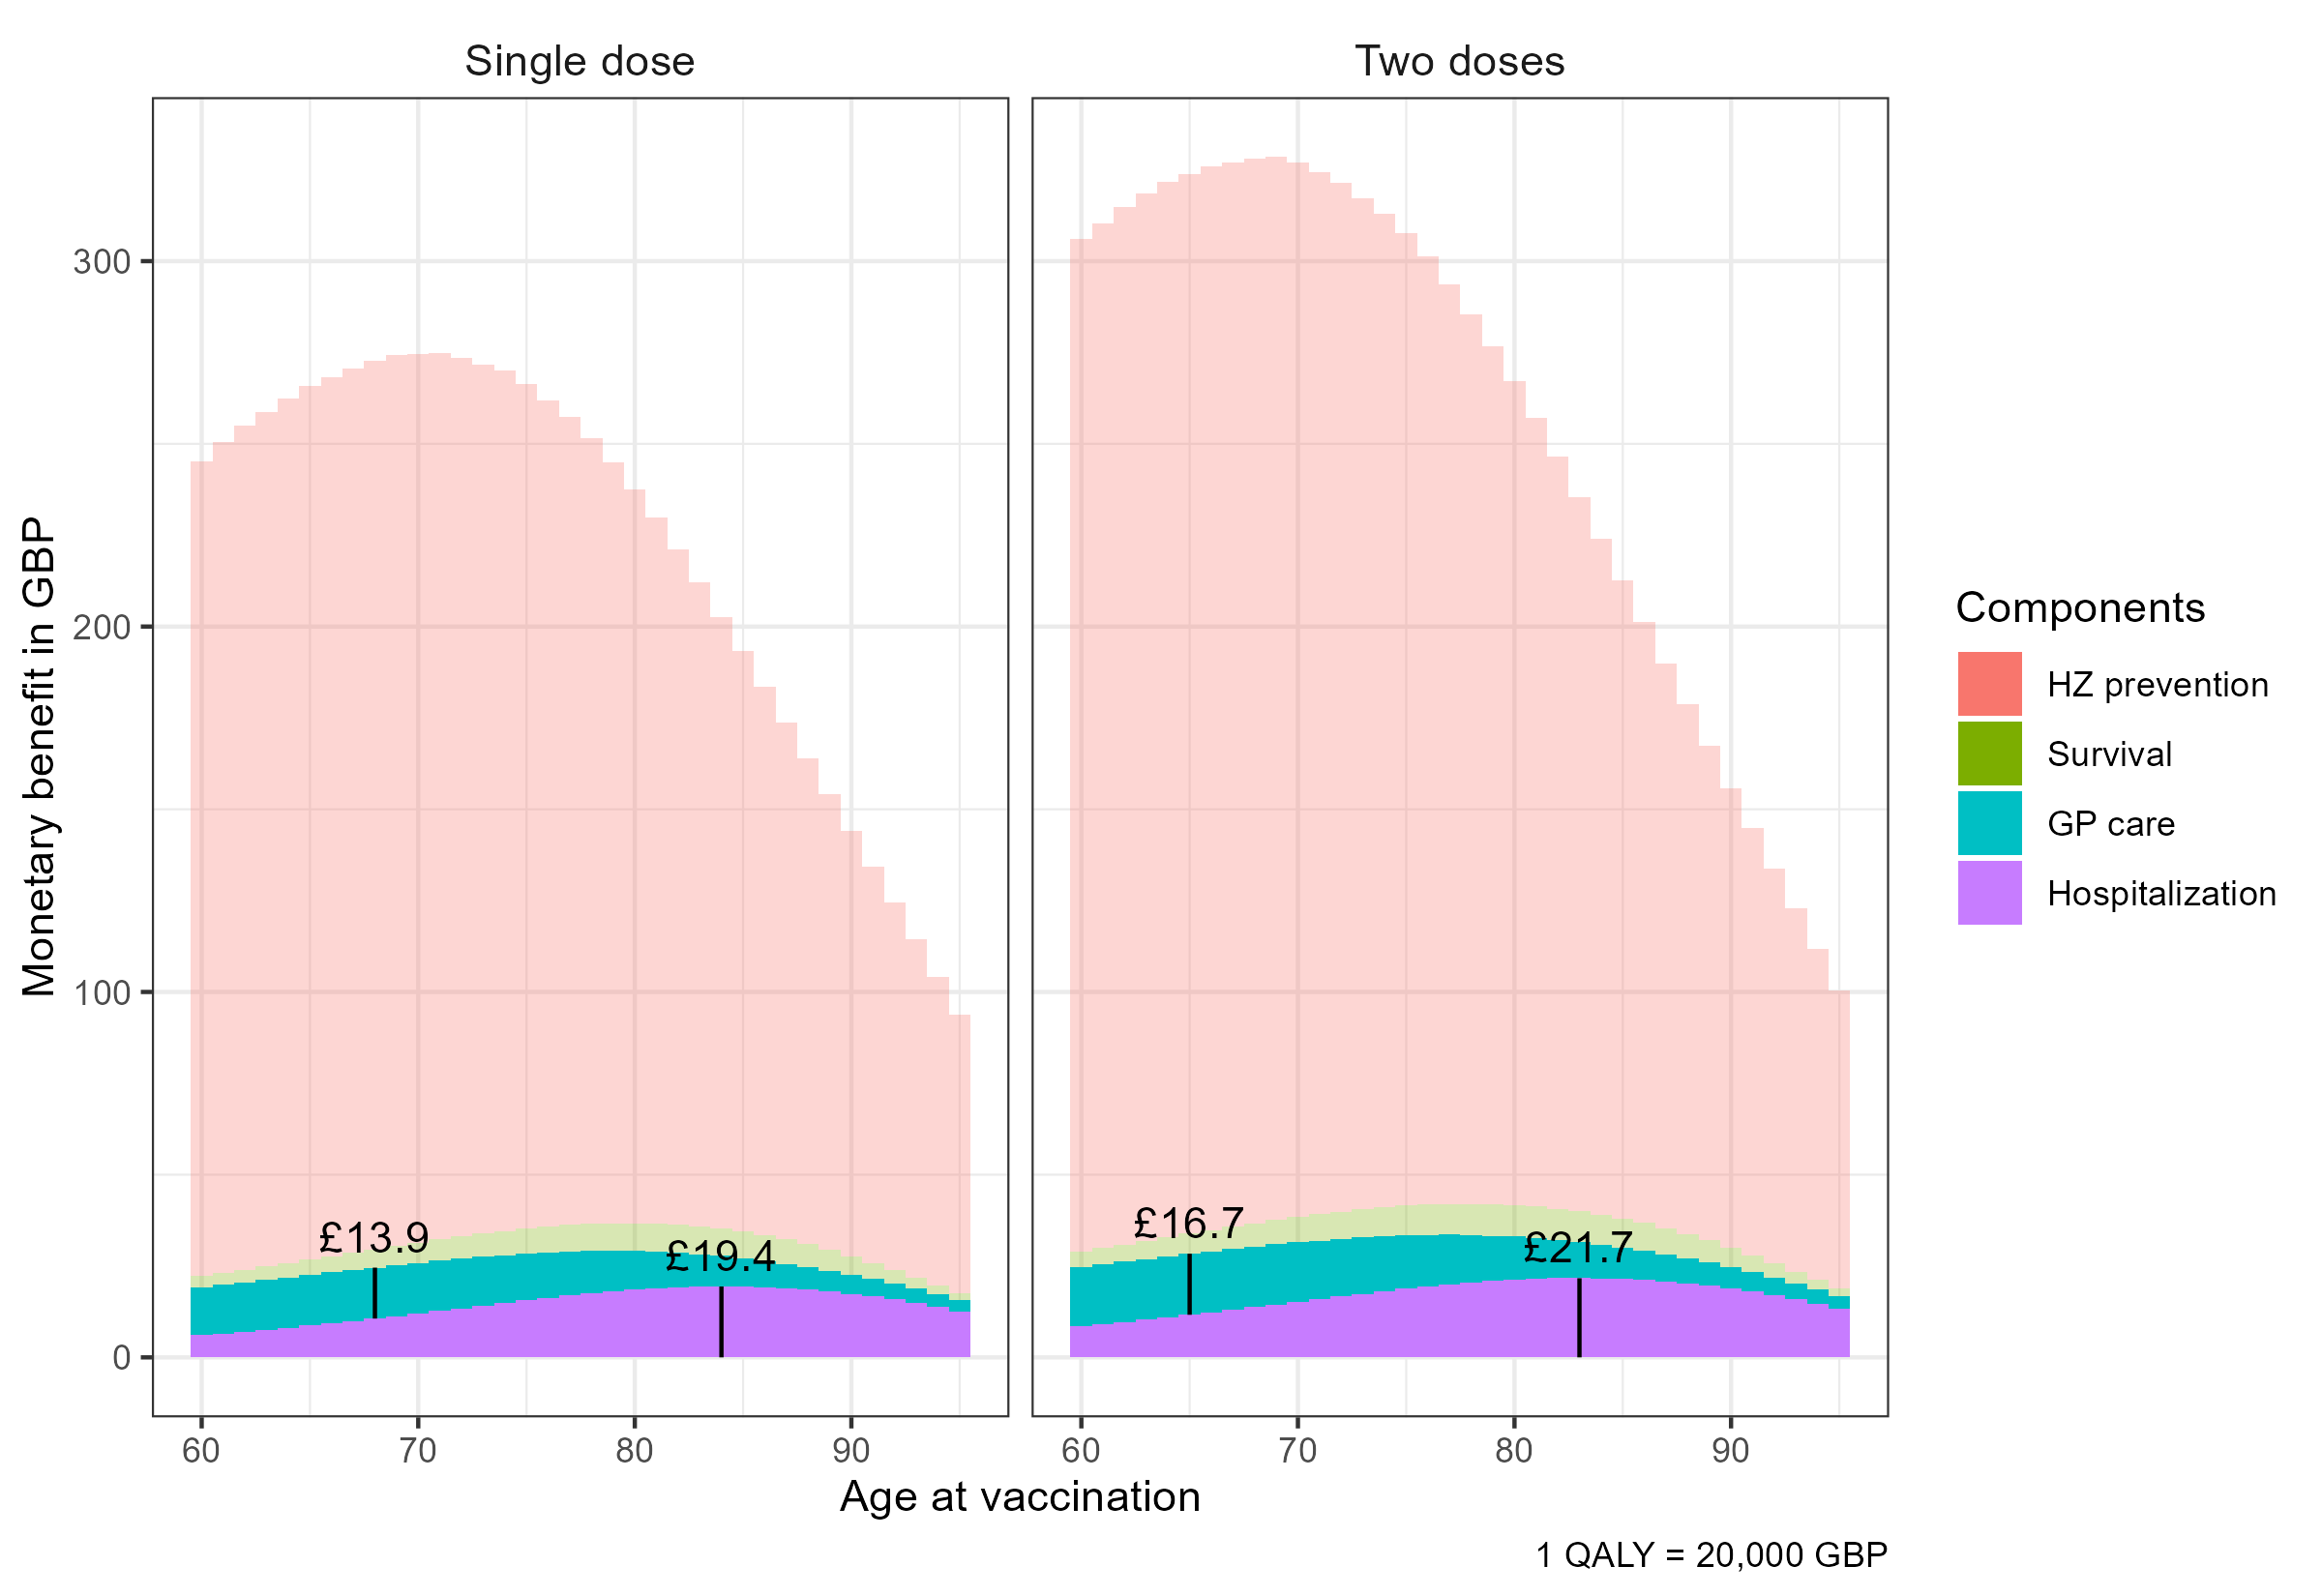 Single dose
Two doses
Monetary benefit in GBP
300
200
100
0
£13.9
£19.4
£16.7
£21.7
60 70 80 90
60 70 80 90
Age at vaccination
1 QALY = 20,000 GBP
Components
HZ prevention
Survival
GP care
Hospitalization